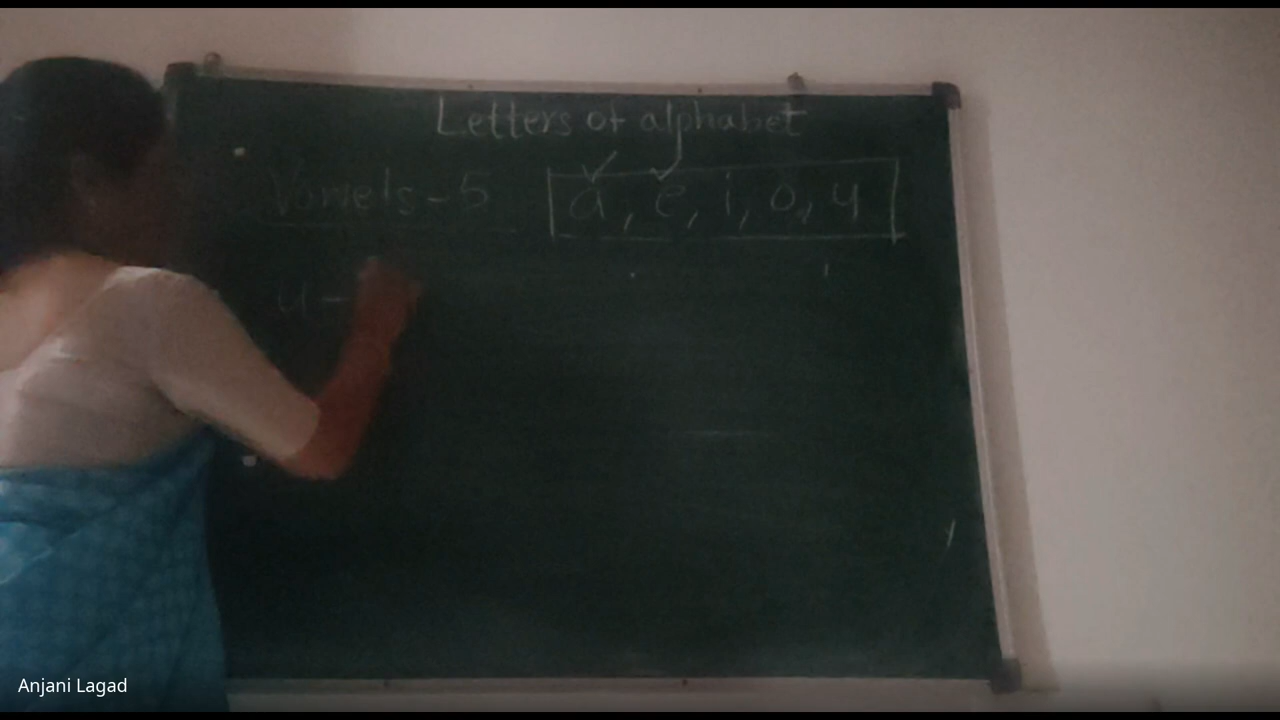 Letters of alphabet
Vowels - 5 a, e, i, o, u
u -
Anjani Lagad